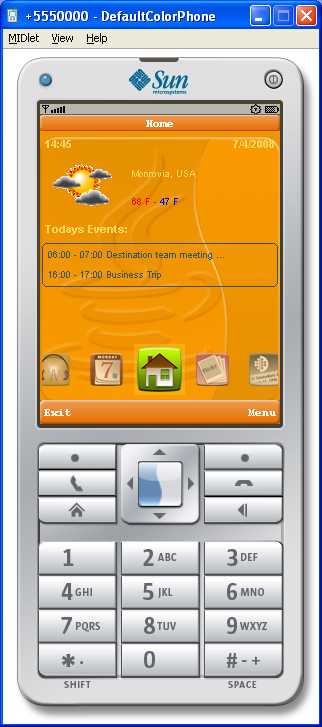 +5550000 - DefaultColorPhone
MIDlet View Help
Sun
microsystems
Home
14:45 7/4/2008
Monrovia, USA
68 F - 47 F
Todays Events:
06:00 - 07:00 Destination team meeting ...
16:00 - 17:00 Business Trip
MONDAY
7
Exit Menu
1 2 ABC 3 DEF
4 GHI 5 JKL 6 MNO
7 PQRS 8 TUV 9 WXYZ
* . 0 # - +
SHIFT SPACE